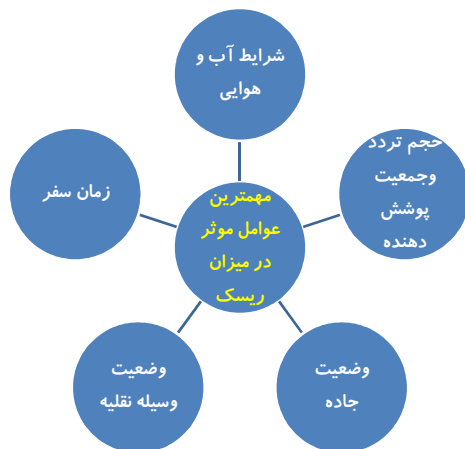 شرایط آب و
هوایی
حجم تردد
وجمعیت
پوشش
دهنده
زمان سفر
مهمترین
عوامل موثر
در میزان
ریسک
وضعیت
جاده
وضعیت
وسیله نقلیه